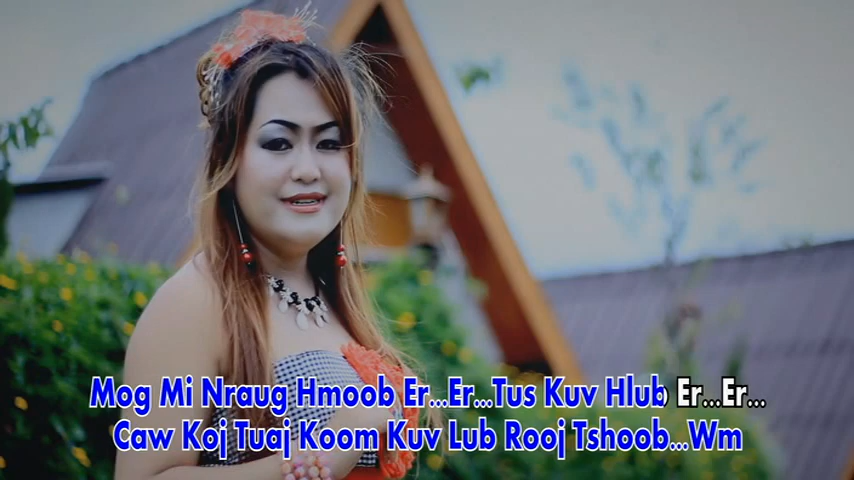 Mog Mi Nraug Hmoob Er...Er...Tus Kuv Hlub Er...Er...
Caw Koj Tuaj Koom Kuv Lub Rooj Tshoob...Wm